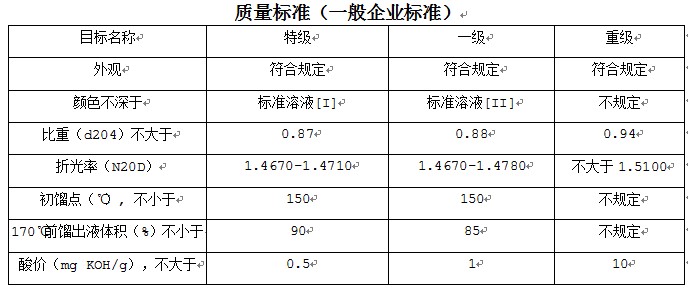 质量标准（一般企业标准）
目标名称 特级 一级 重级
外观 符合规定 符合规定 符合规定
颜色不深于 标准溶液[I] 标准溶液[II] 不规定
比重（d204）不大于 0.87 0.88 0.94
折光率（N20D） 1.4670-1.4710 1.4670-1.4780 不大于 1.5100
初馏点（℃ , 不小于 150 150 不规定
170℃前馏出液体积（%）不小于 90 85 不规定
酸价（mg KOH/g）, 不大于 0.5 1 10